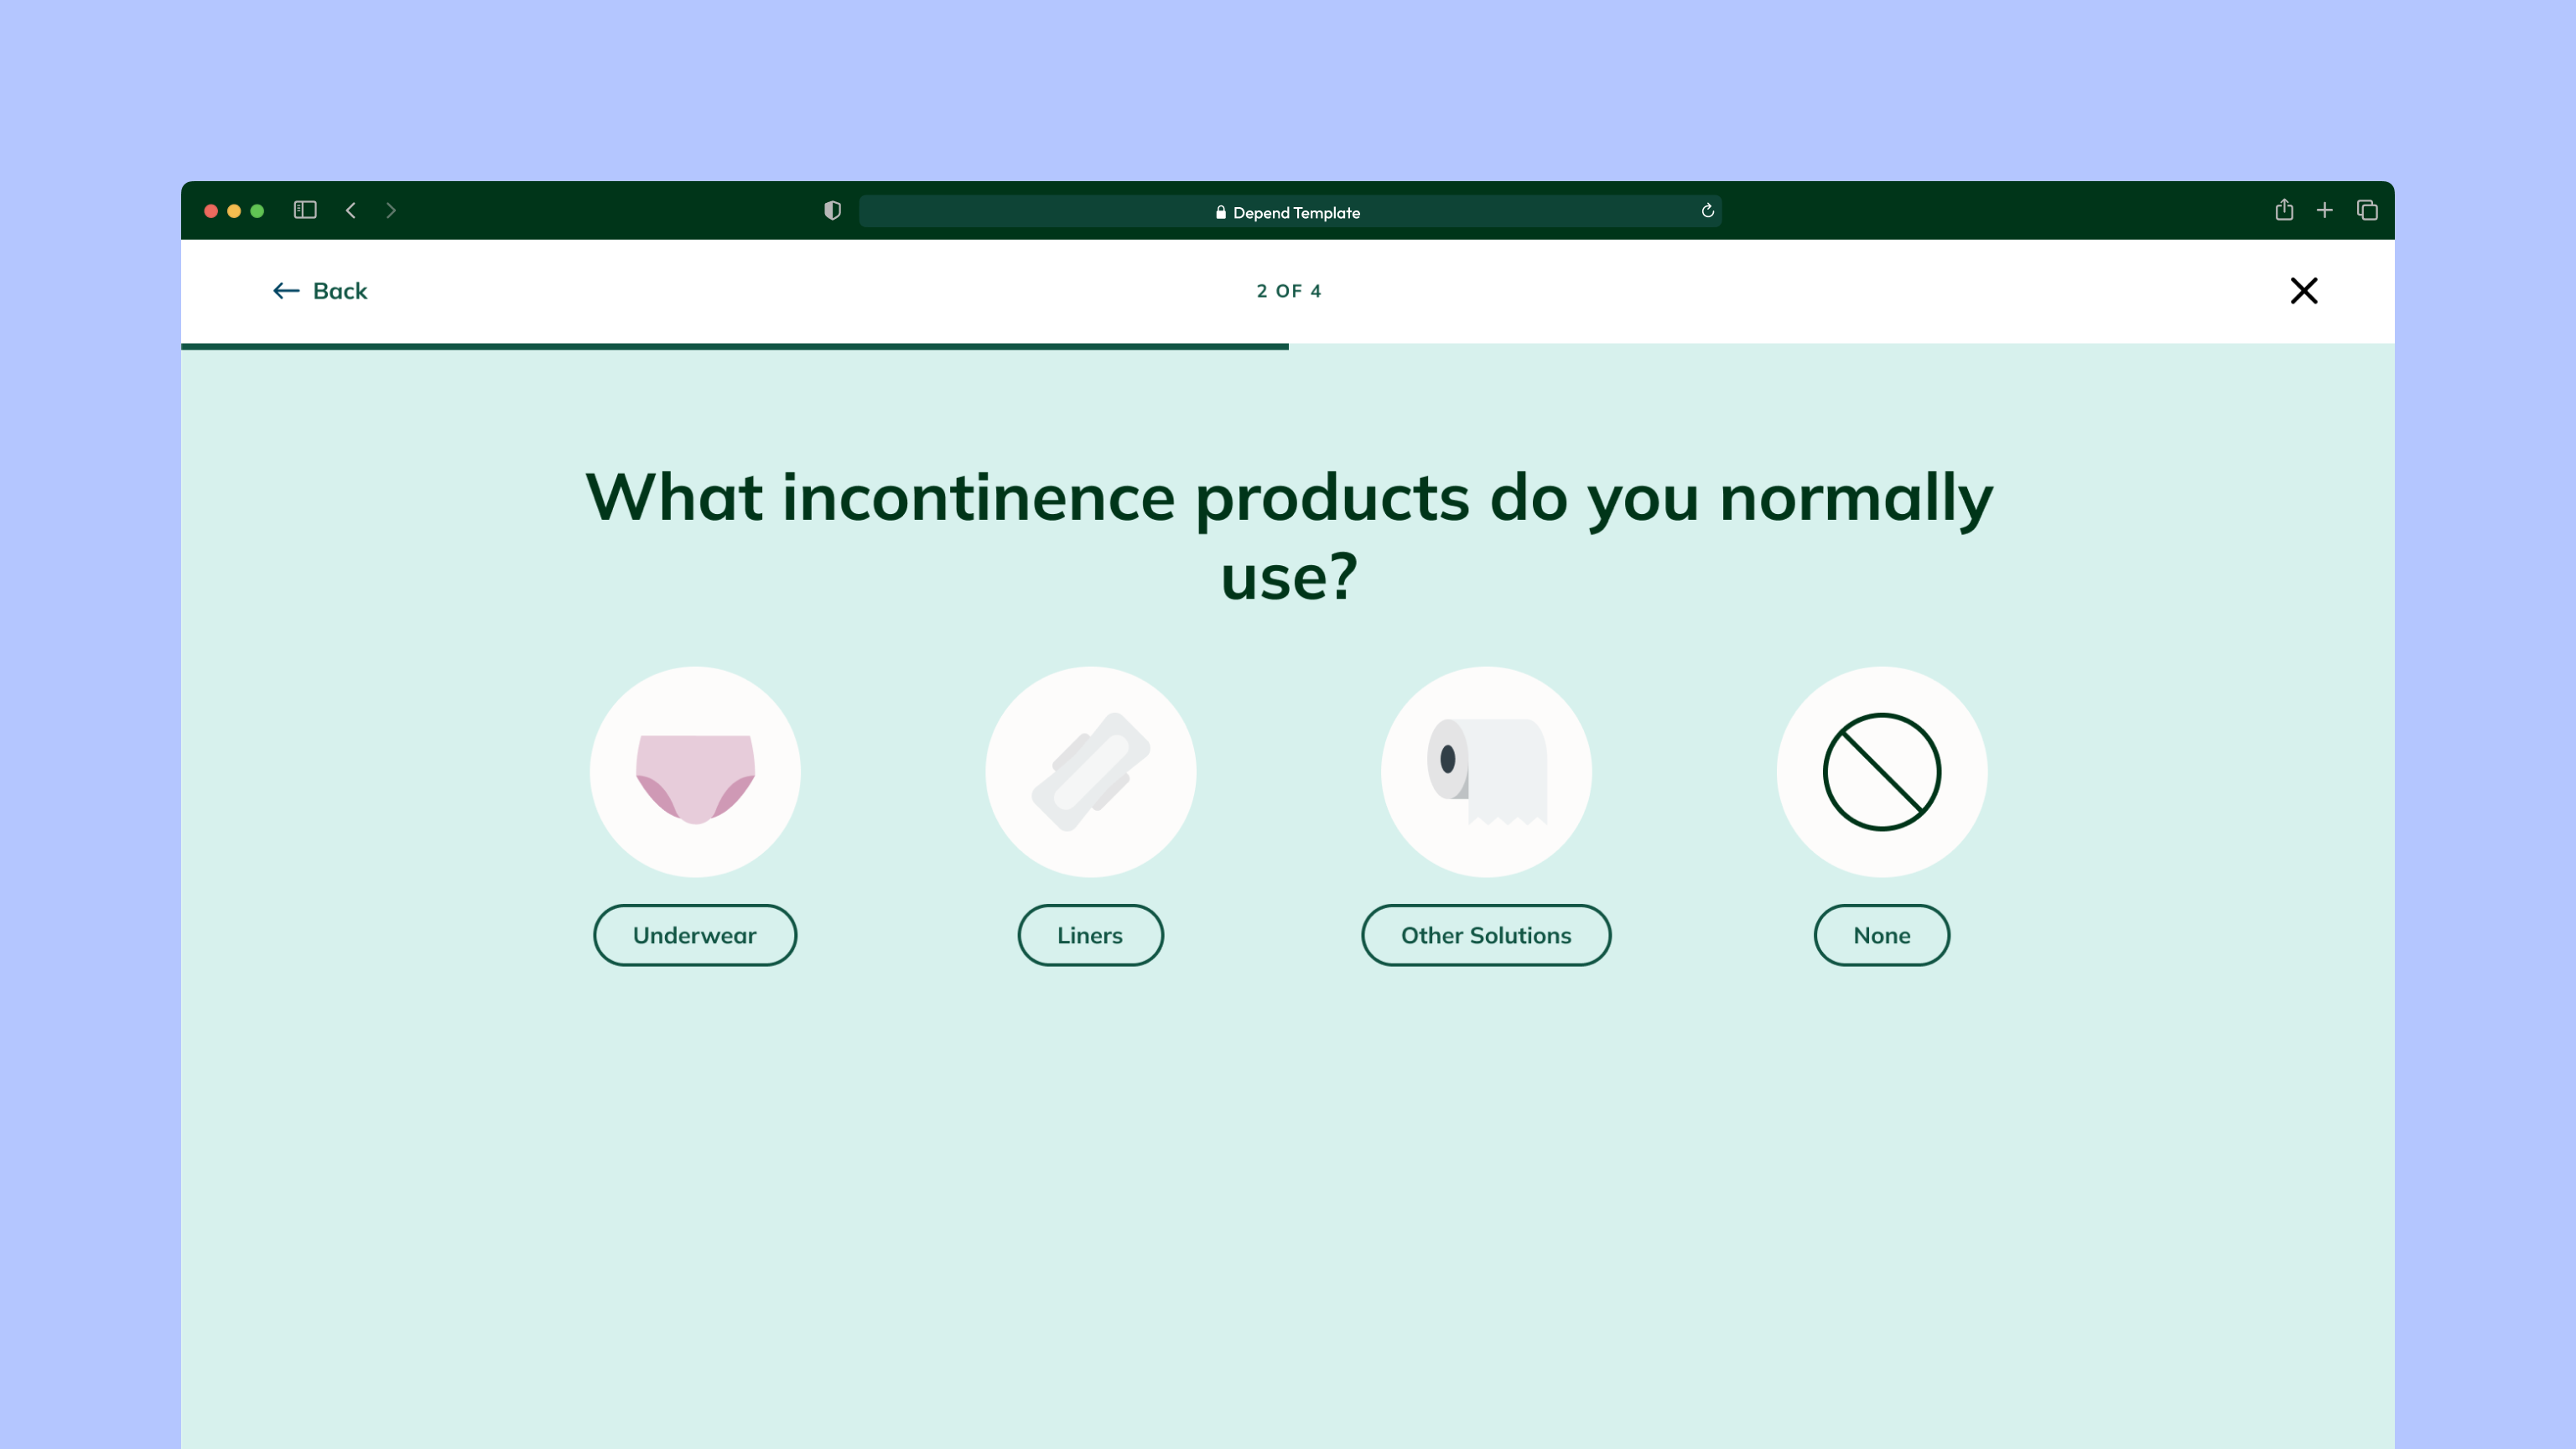 Depend Template
Back
2 OF 4
What incontinence products do you normally
use?
Underwear
Liners
Other Solutions
None